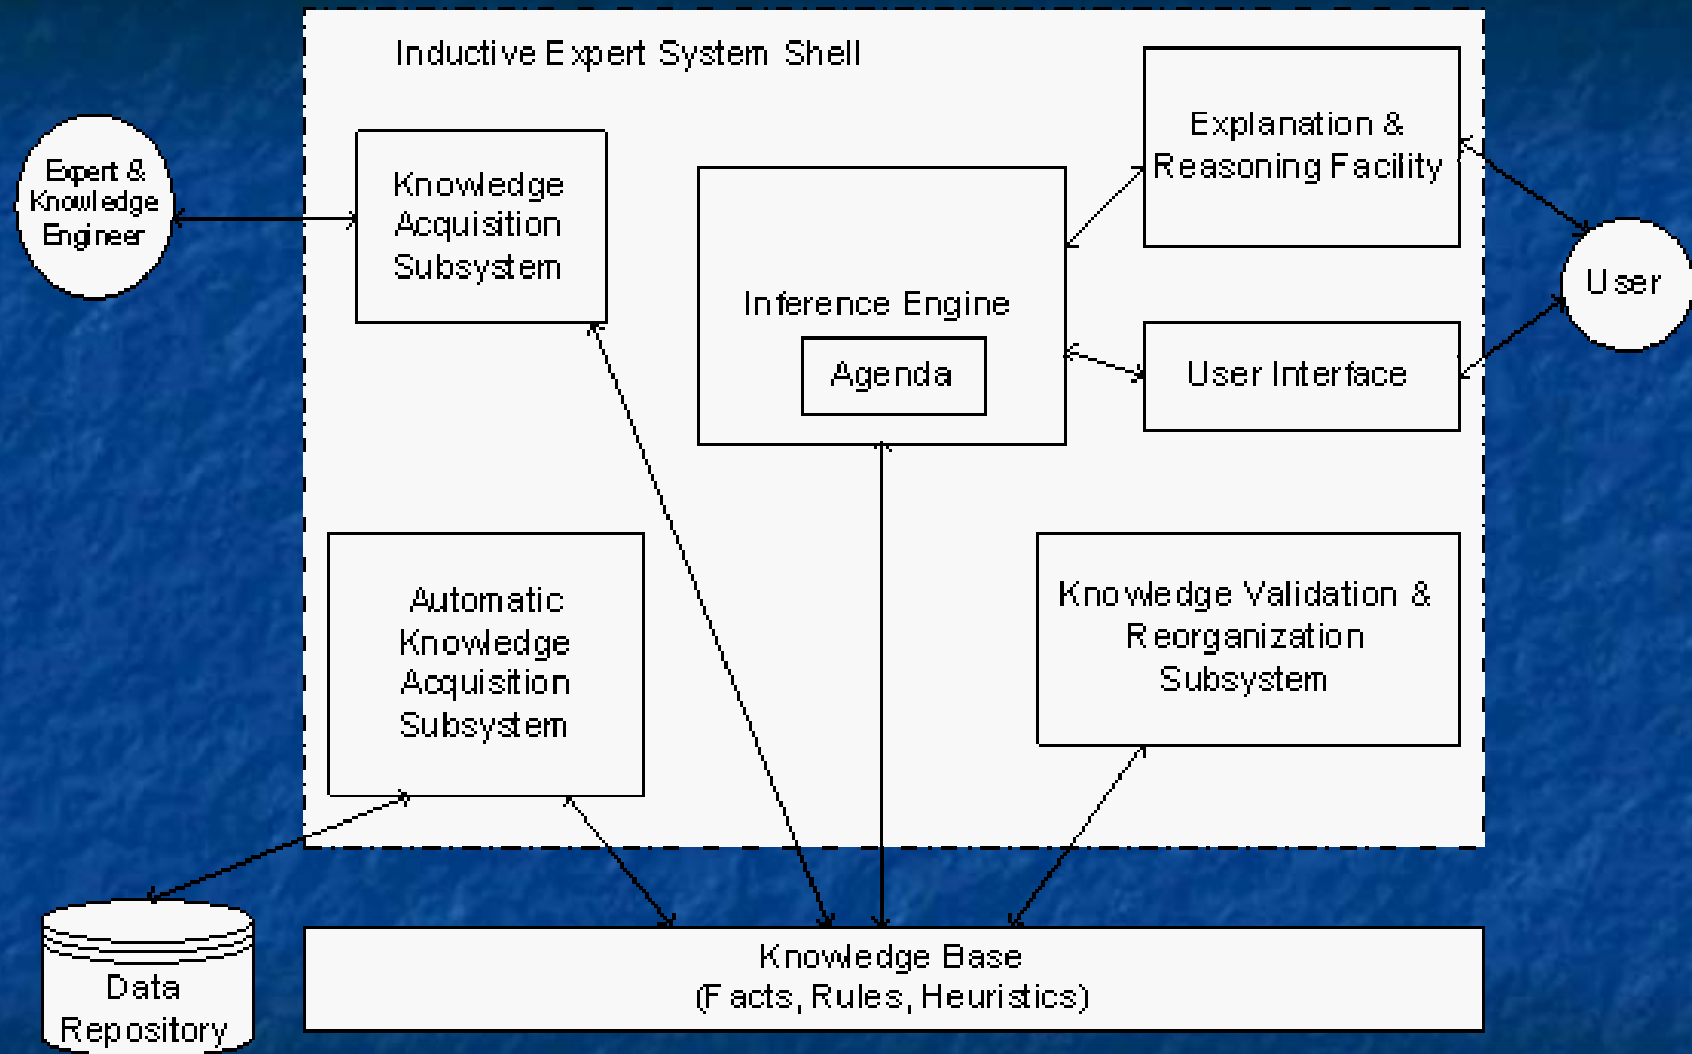 Inductive Expert System Shell
Expert &
Knowledge
Engineer
Knowledge
Acquisition
Subsystem
Explanation &
Reasoning Facility
Inference Engine
Agenda
User Interface
User
Automatic
Knowledge
Acquisition
Subsystem
Knowledge Validation &
Reorganization
Subsystem
Data
Repository
Knowledge Base
(Facts, Rules, Heuristics)